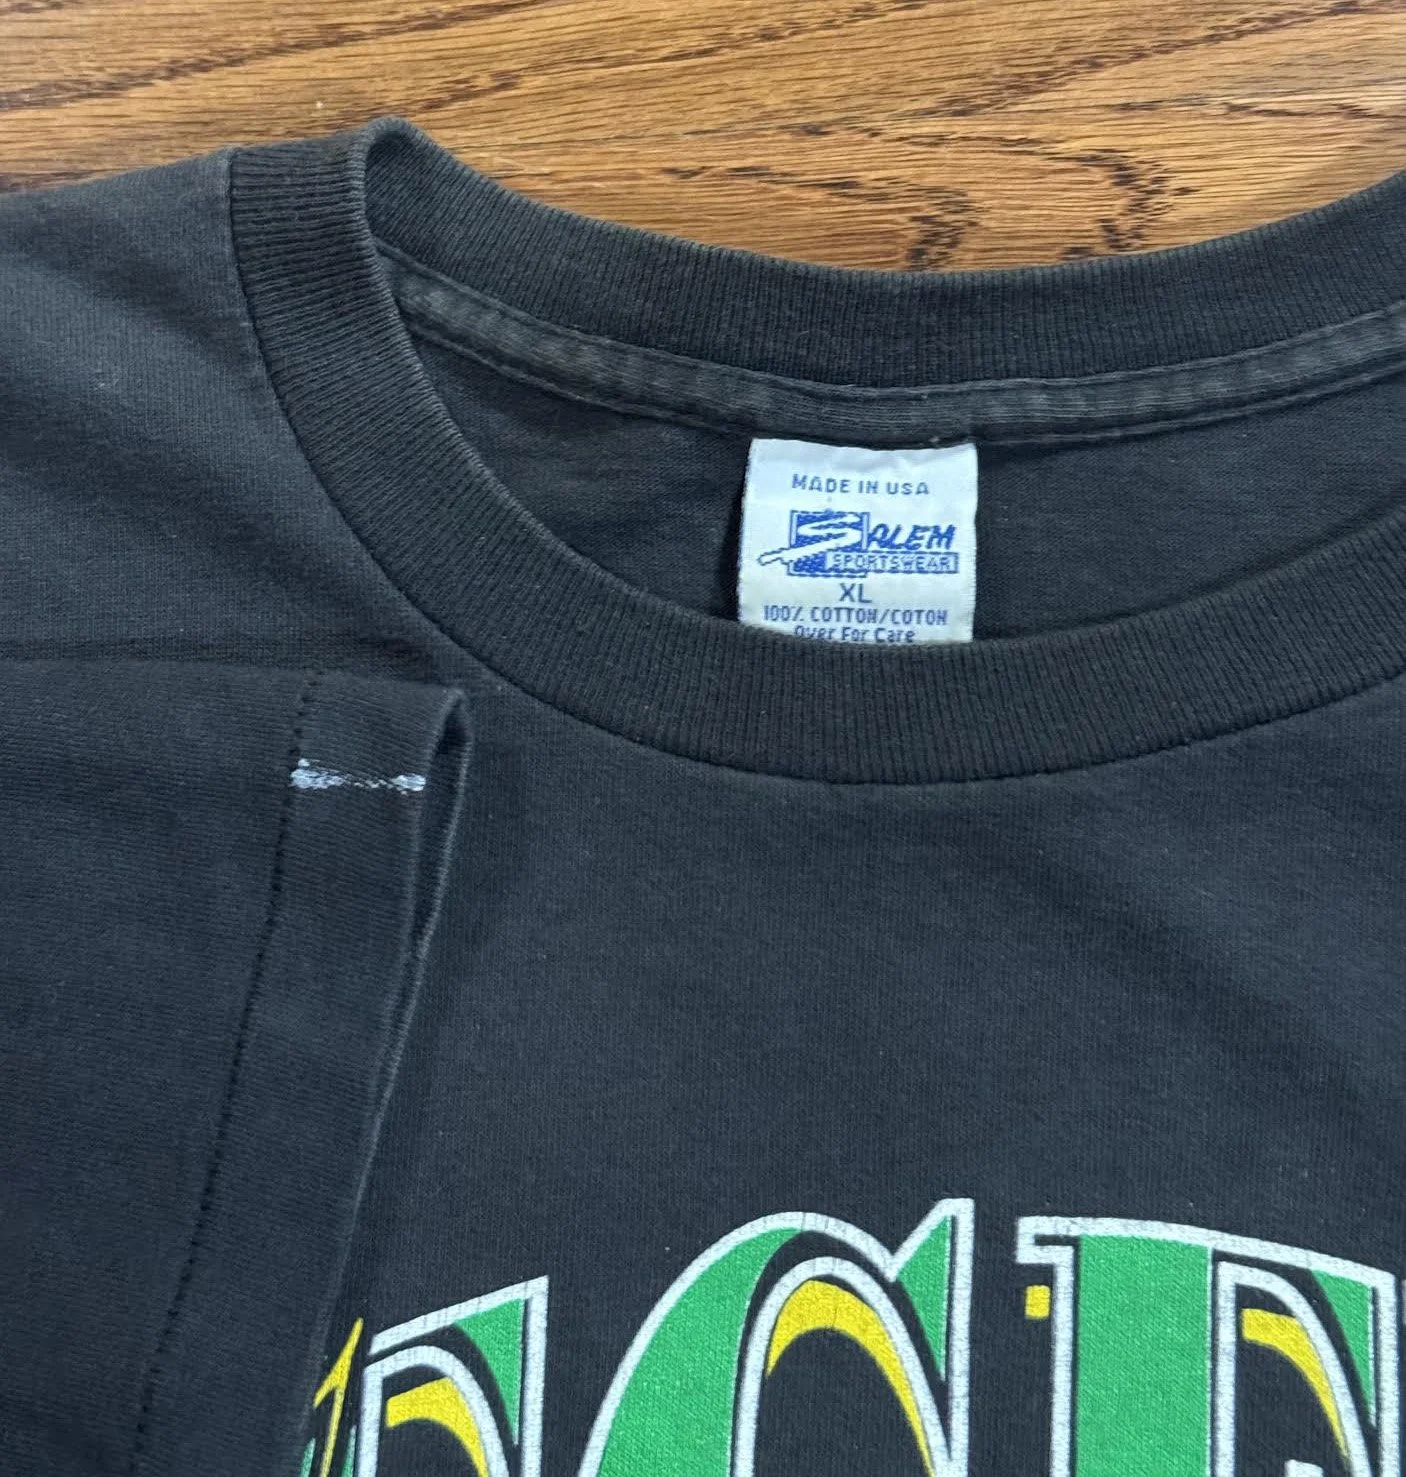 MADE IN USA
SALEM
SPORTSWEAR
XL
100% COTTON/COTON
Over For Care